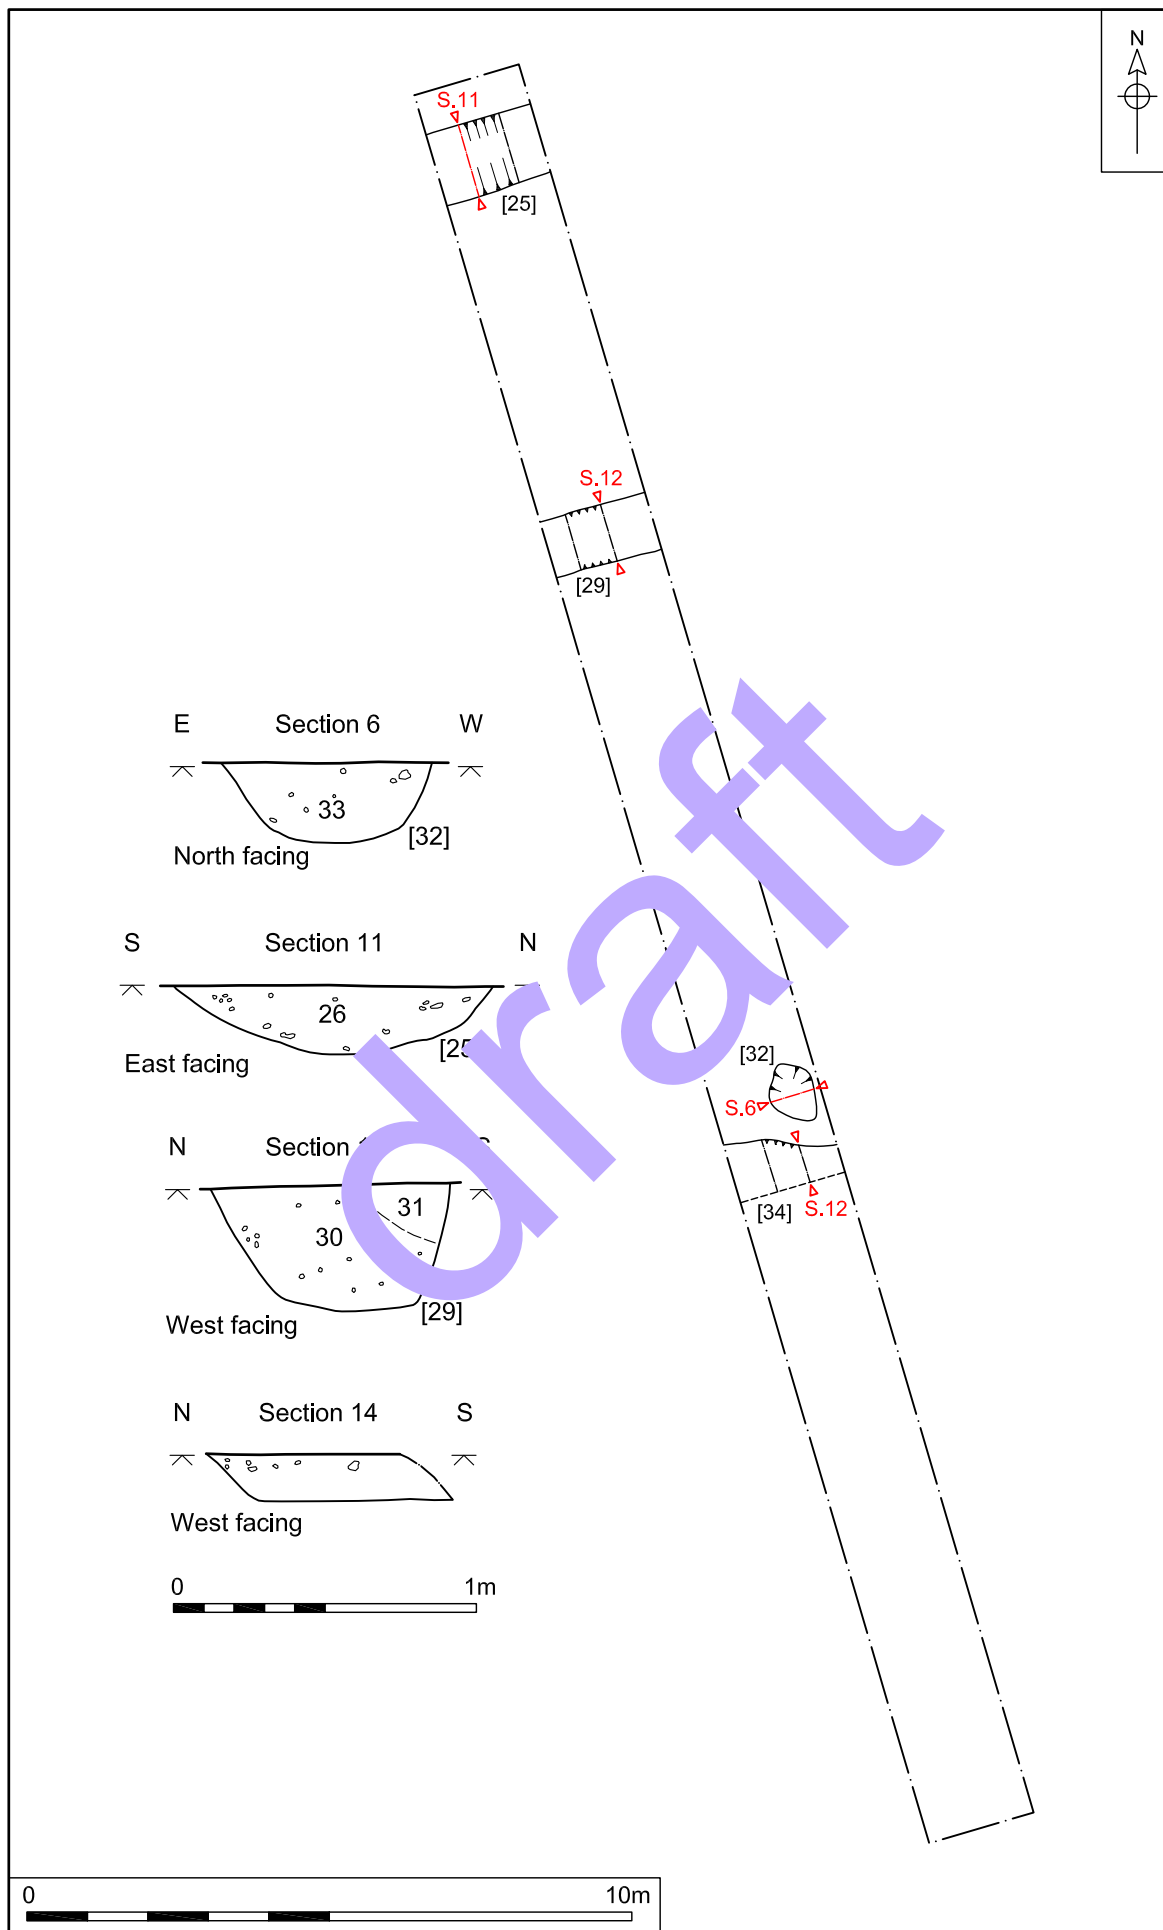 N
S.11
[25]
S.12
[29]
E Section 6 W
33
[32]
North facing
S Section 11 N
26
East facing
N Section
31
30
[29]
West facing
N Section 14 S
West facing
0 1m
[32]
S.6
[34] S.12
0 10m
draft